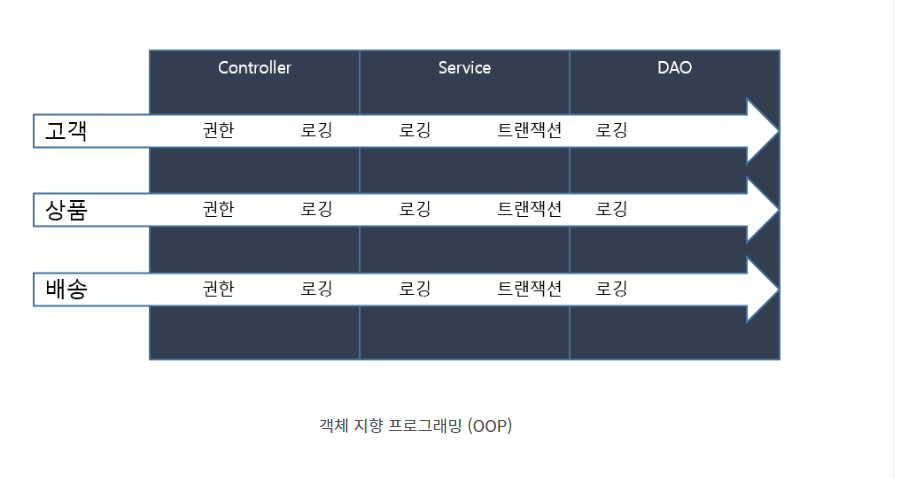 Controller Service DAO
고객 권한 로깅 로깅 트랜잭션 로깅
상품 권한 로깅 로깅 트랜잭션 로깅
배송 권한 로깅 로깅 트랜잭션 로깅
객체 지향 프로그래밍 (OOP)